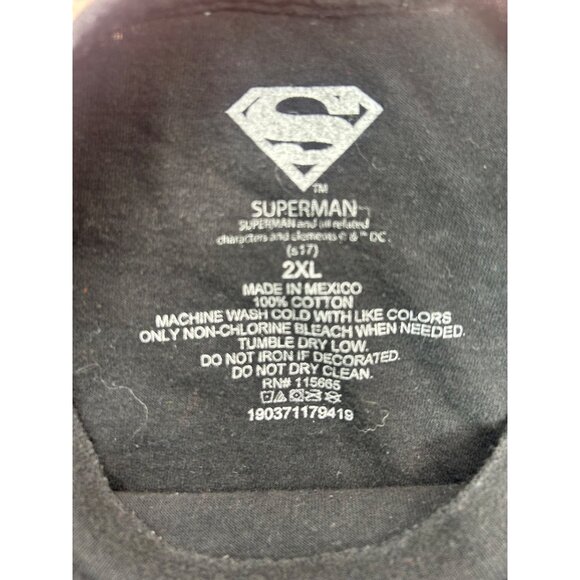 S
TM
SUPERMAN
SUPERMAN and all related
characters and elements © & ™ DC.
(s17)
2XL
MADE IN MEXICO
100% COTTON
MACHINE WASH COLD WITH LIKE COLORS
ONLY NON-CHLORINE BLEACH WHEN NEEDED.
TUMBLE DRY LOW.
DO NOT IRON IF DECORATED.
DO NOT DRY CLEAN.
RN# 115665
190371179419